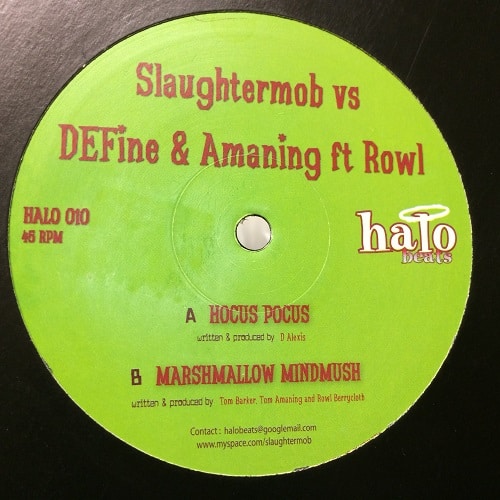 Slaughtermob vs
DEFine & Amaning ft Rowl
HALO 010
45 RPM
halo
beats
A HOCUS POCUS
written & produced by D Alexis
B MARSHMALLOW MINDMUSH
written & produced by Tom Barker, Tom Amaning and Rowl Berrycloth
Contact : halobeats@googlemail.com
www.myspace.com/slaughtermob